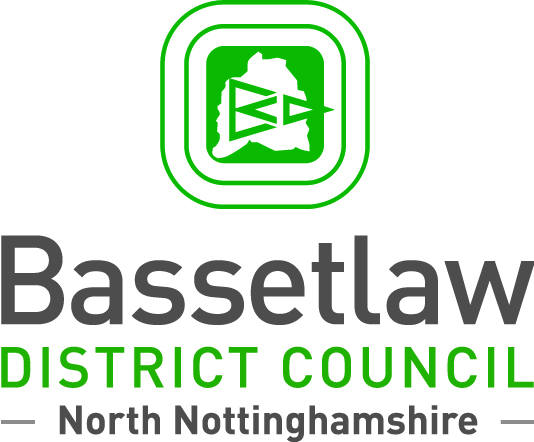 Bassetlaw
DISTRICT COUNCIL
North Nottinghamshire